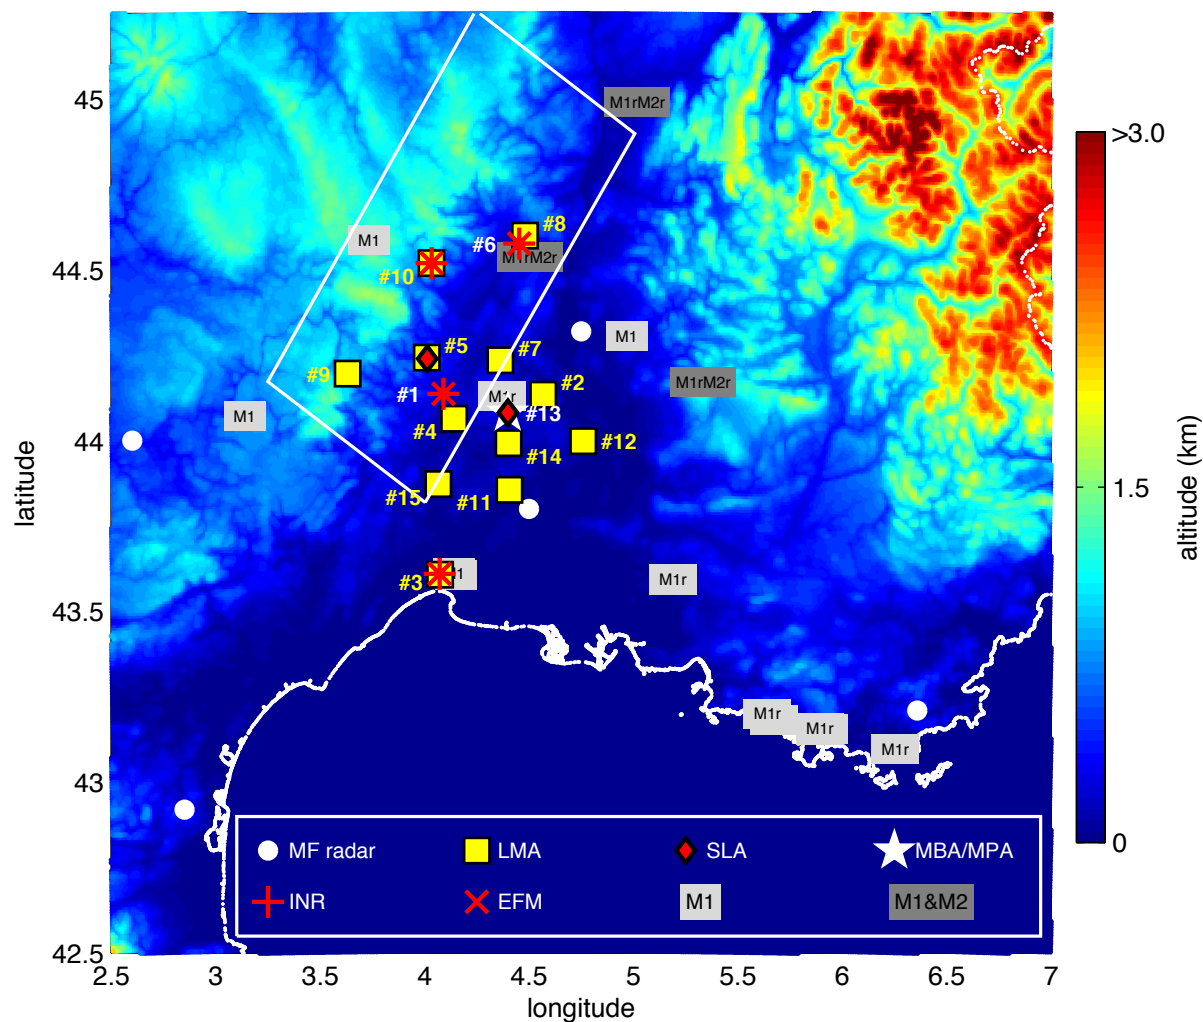 45
44.5
44
43.5
43
42.5
latitude
2.5
3
3.5
4
4.5
5
5.5
6
6.5
7
longitude
>3.0
1.5
0
altitude (km)
M1rM2r
M1
#8
#6
M1rM2r
#10
M1
#5
#7
#9
#2
M1rM2r
#1
M1r
#13
M1
#4
#12
#14
#15
#11
#3
M1r
M1r
M1r
M1r
MF radar
LMA
SLA
MBA/MPA
INR
EFM
M1
M1&M2